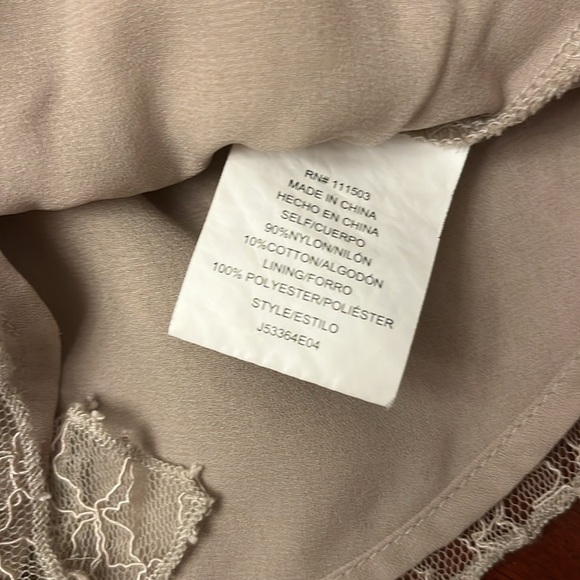 RN# 111503
MADE IN CHINA
HECHO EN CHINA
SELF/CUERPO
90%NYLON/NILÓN
10%COTTON/ALGODÓN
LINING/FORRO
100% POLYESTER/POLIÉSTER
STYLE/ESTILO
J53364E04